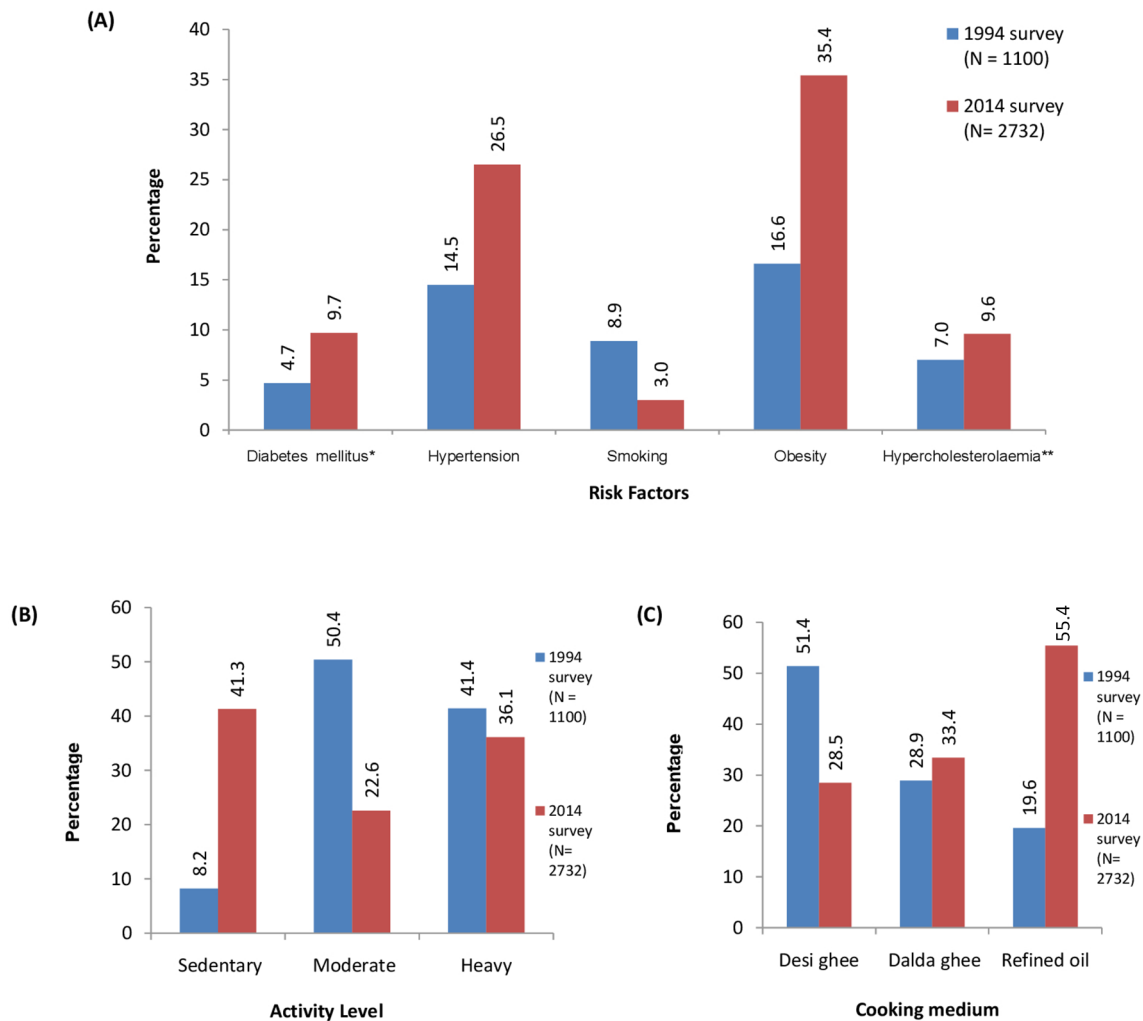 (A)
40
35
30
25
20
15
10
5
0
Percentage
4.7
9.7
14.5
26.5
8.9
3.0
16.6
35.4
7.0
9.6
1994 survey
(N = 1100)
2014 survey
(N= 2732)
Diabetes mellitus*
Hypertension
Smoking
Obesity
Hypercholesterolaemia**
Risk Factors
(B)
60
50
40
30
20
10
0
Percentage
8.2
41.3
50.4
22.6
41.4
36.1
1994
survey
(N =
1100)
2014
survey
(N=
2732)
Sedentary
Moderate
Heavy
Activity Level
(C)
60
50
40
30
20
10
0
Percentage
51.4
28.5
28.9
33.4
19.6
55.4
1994
survey
(N =
1100)
2014
survey
(N=
2732)
Desi ghee
Dalda ghee
Refined oil
Cooking medium